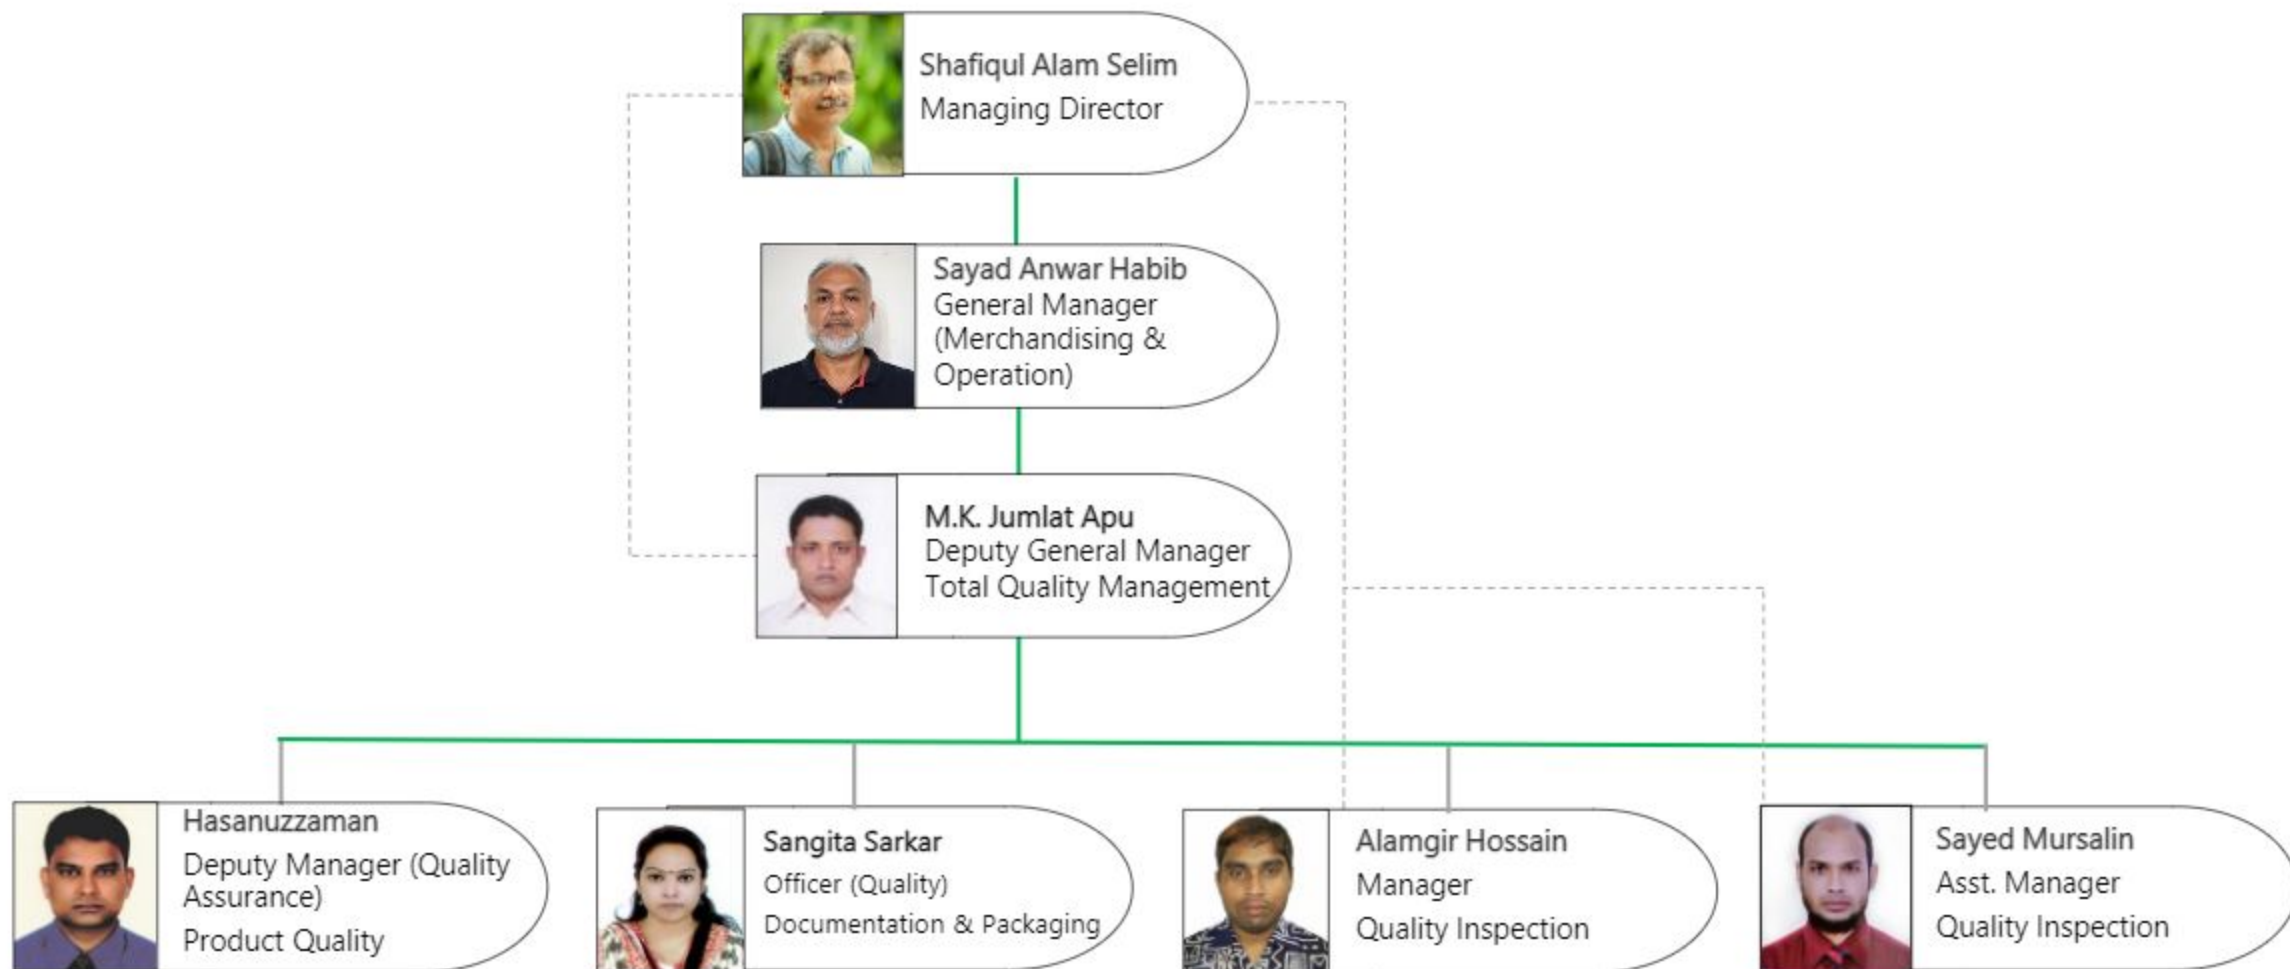 Shafiqul Alam Selim
Managing Director
Sayad Anwar Habib
General Manager
(Merchandising &
Operation)
M.K. Jumlat Apu
Deputy General Manager
Total Quality Management
Hasanuzzaman
Deputy Manager (Quality
Assurance)
Product Quality
Sangita Sarkar
Officer (Quality)
Documentation & Packaging
Alamgir Hossain
Manager
Quality Inspection
Sayed Mursalin
Asst. Manager
Quality Inspection